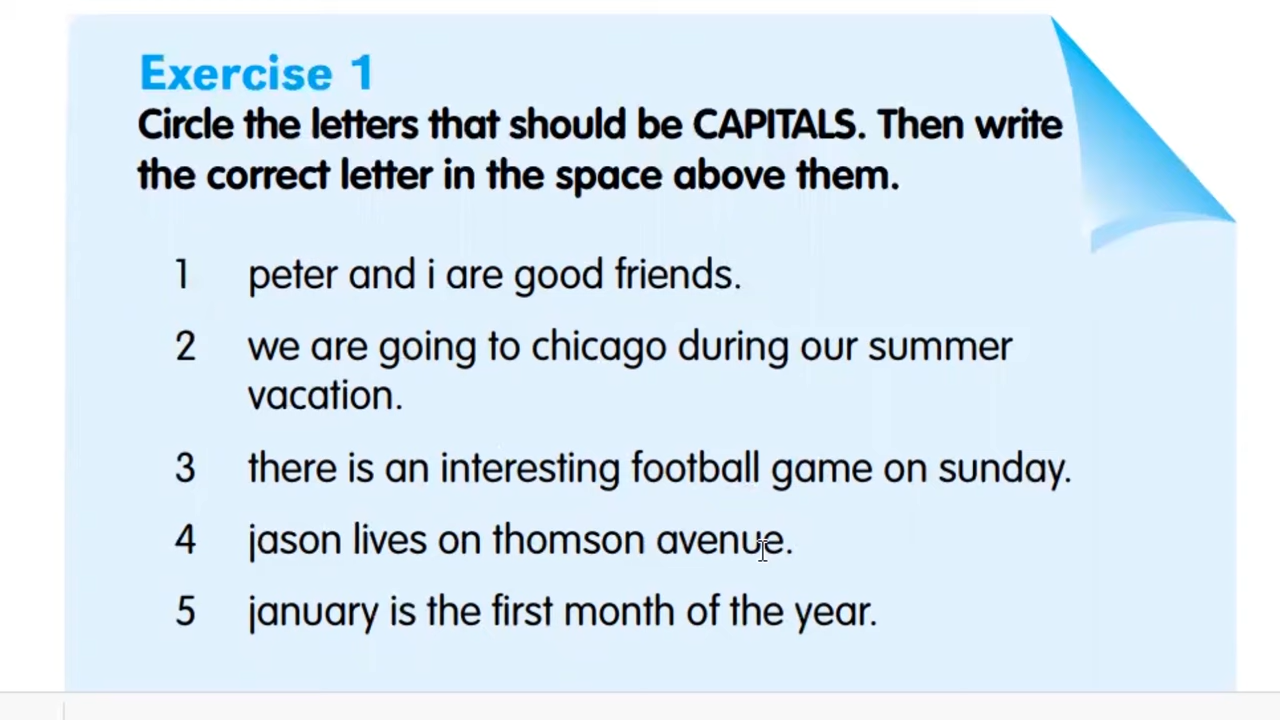 Exercise 1
Circle the letters that should be CAPITALS. Then write
the correct letter in the space above them.
1 peter and i are good friends.
2 we are going to chicago during our summer
vacation.
3 there is an interesting football game on sunday.
4 jason lives on thomson avenue.
5 january is the first month of the year.